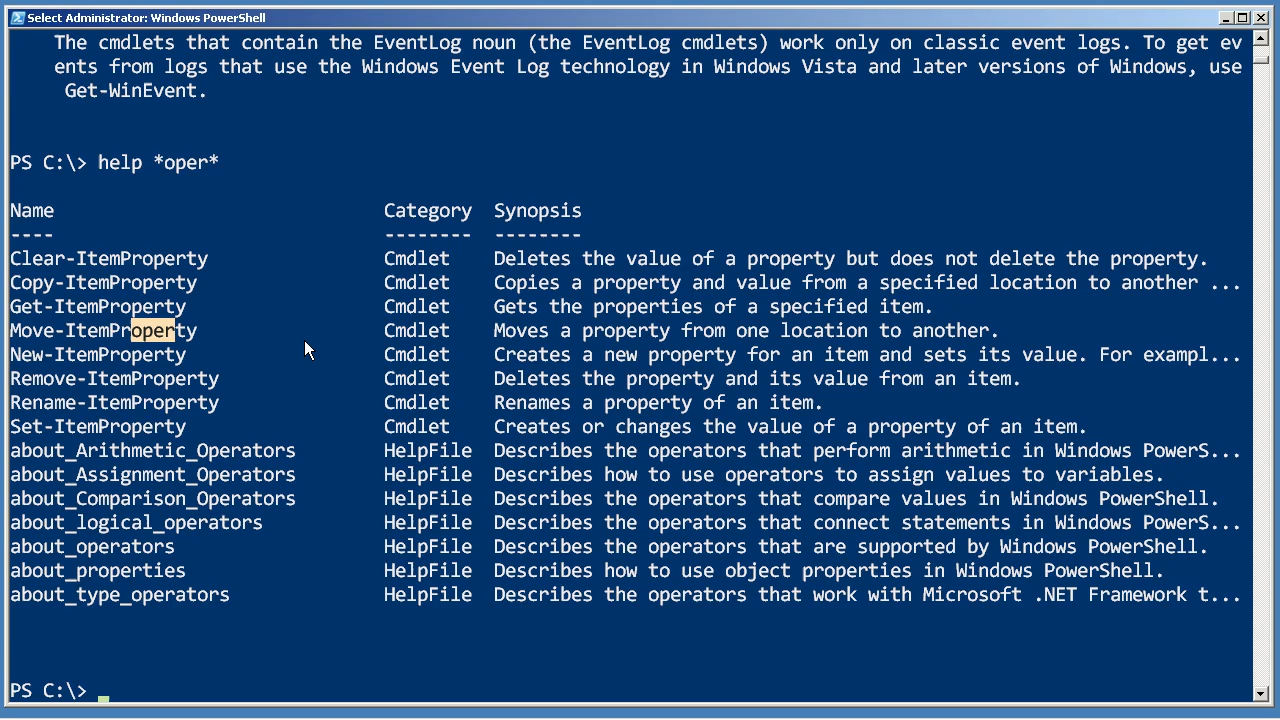 Select Administrator: Windows PowerShell
The cmdlets that contain the EventLog noun (the EventLog cmdlets) work only on classic event logs. To get ev
ents from logs that use the Windows Event Log technology in Windows Vista and later versions of Windows, use
Get-WinEvent.
PS C:\> help *oper*
Name Category Synopsis
---- -------- --------
Clear-ItemProperty Cmdlet Deletes the value of a property but does not delete the property.
Copy-ItemProperty Cmdlet Copies a property and value from a specified location to another ...
Get-ItemProperty Cmdlet Gets the properties of a specified item.
Move-ItemProperty Cmdlet Moves a property from one location to another.
New-ItemProperty Cmdlet Creates a new property for an item and sets its value. For exampl...
Remove-ItemProperty Cmdlet Deletes the property and its value from an item.
Rename-ItemProperty Cmdlet Renames a property of an item.
Set-ItemProperty Cmdlet Creates or changes the value of a property of an item.
about_Arithmetic_Operators HelpFile Describes the operators that perform arithmetic in Windows PowerS...
about_Assignment_Operators HelpFile Describes how to use operators to assign values to variables.
about_Comparison_Operators HelpFile Describes the operators that compare values in Windows PowerShell.
about_logical_operators HelpFile Describes the operators that connect statements in Windows PowerS...
about_operators HelpFile Describes the operators that are supported by Windows PowerShell.
about_properties HelpFile Describes how to use object properties in Windows PowerShell.
about_type_operators HelpFile Describes the operators that work with Microsoft .NET Framework t...
PS C:\>